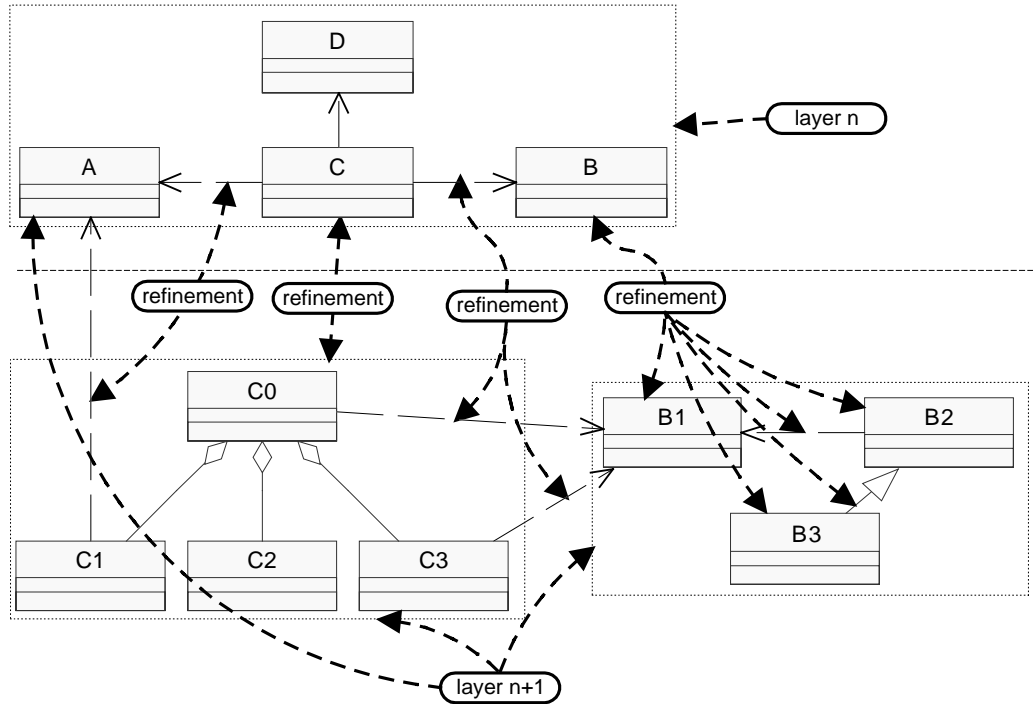 D
layer n
A
C
B
refinement
refinement
refinement
refinement
C0
B1
B2
B3
C1
C2
C3
layer n+1